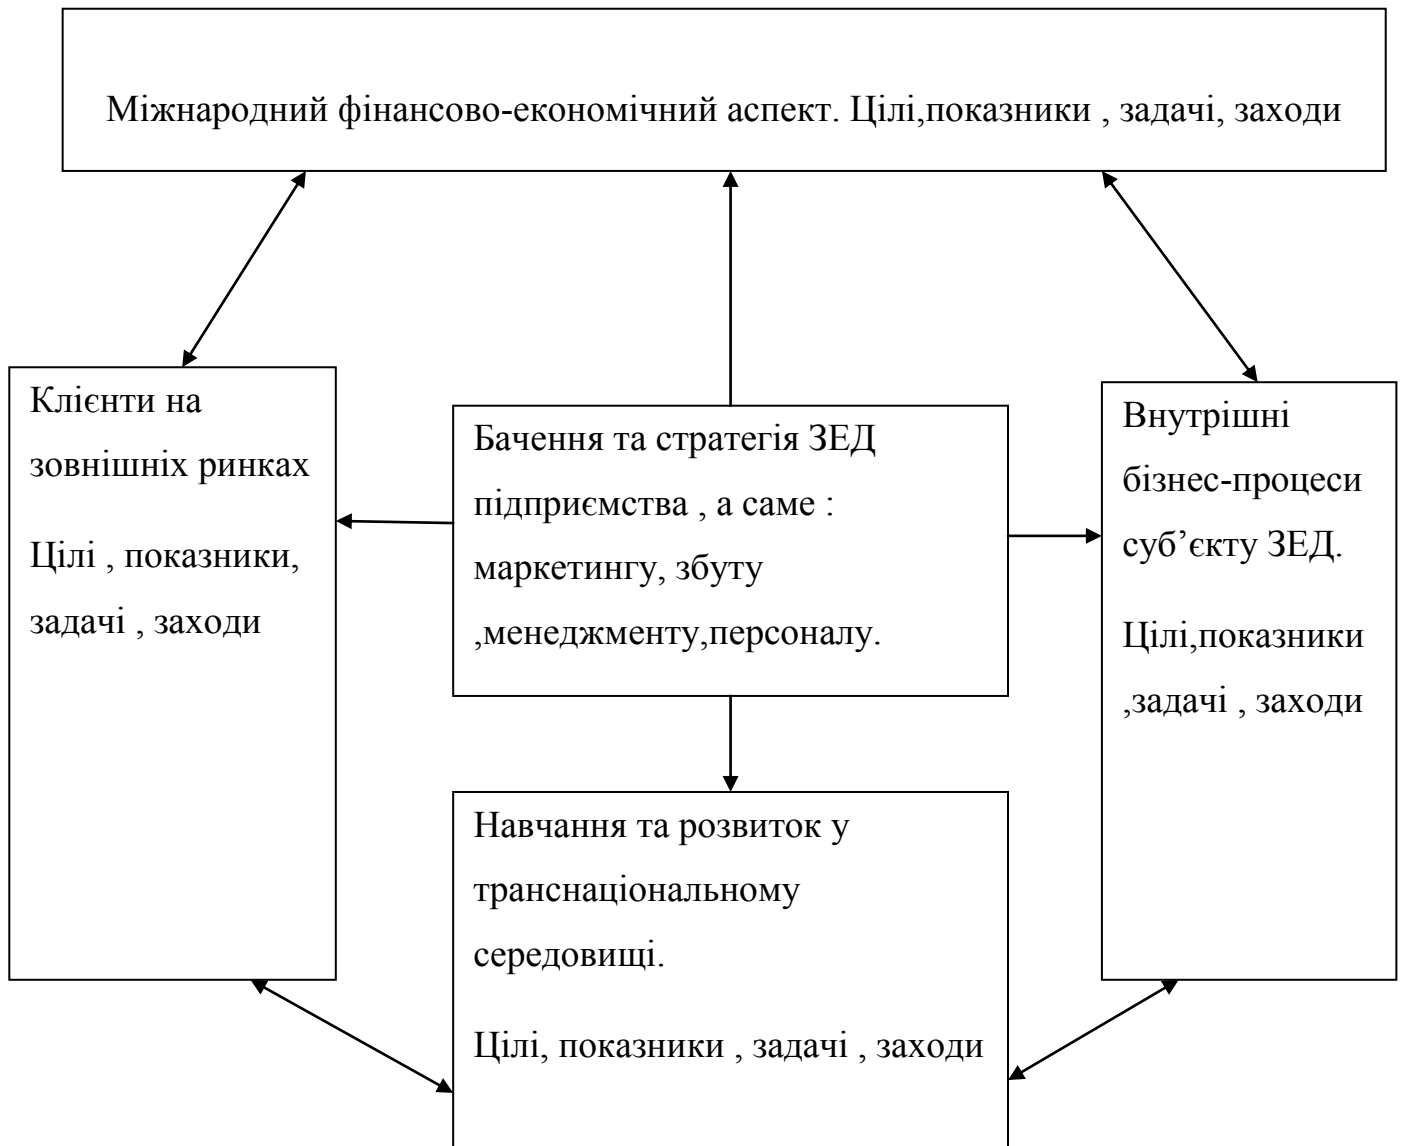 Міжнародний фінансово-економічний аспект. Цілі,показники , задачі, заходи
Клієнти на
зовнішніх ринках
Цілі , показники,
задачі , заходи
Бачення та стратегія ЗЕД
підприємства , а саме :
маркетингу, збуту
,менеджменту,персоналу.
Внутрішні
бізнес-процеси
суб’єкту ЗЕД.
Цілі,показники
,задачі , заходи
Навчання та розвиток у
транснаціональному
середовищі.
Цілі, показники , задачі , заходи